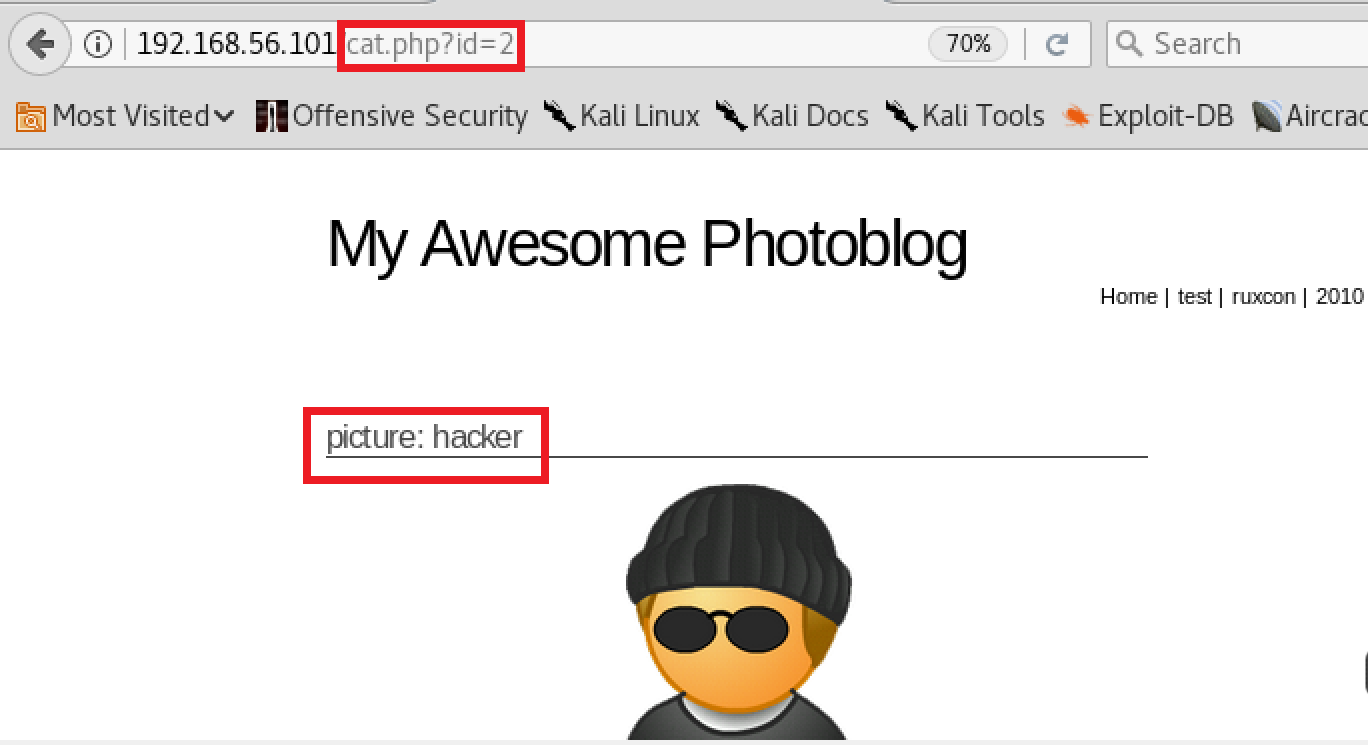 192.168.56.101/cat.php?id=2 70% Search
Most Visited Offensive Security Kali Linux Kali Docs Kali Tools Exploit-DB
My Awesome Photoblog
Home | test | ruxcon | 2010
picture: hacker